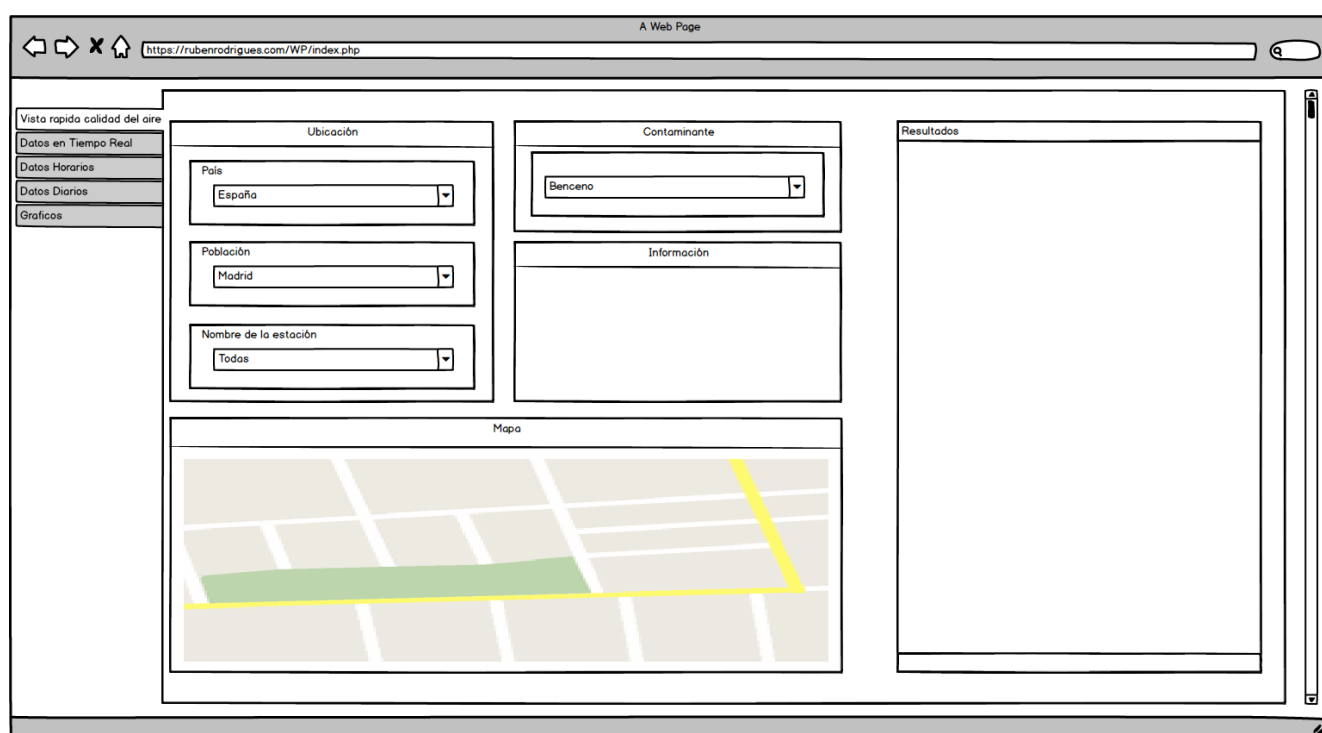 A Web Page
https://rubenrodrigues.com/WP/index.php
Vista rapida calidad del aire
Datos en Tiempo Real
Datos Horarios
Datos Diarios
Graficos
Ubicación
País
España
Población
Madrid
Nombre de la estación
Todas
Contaminante
Benceno
Información
Mapa
Resultados